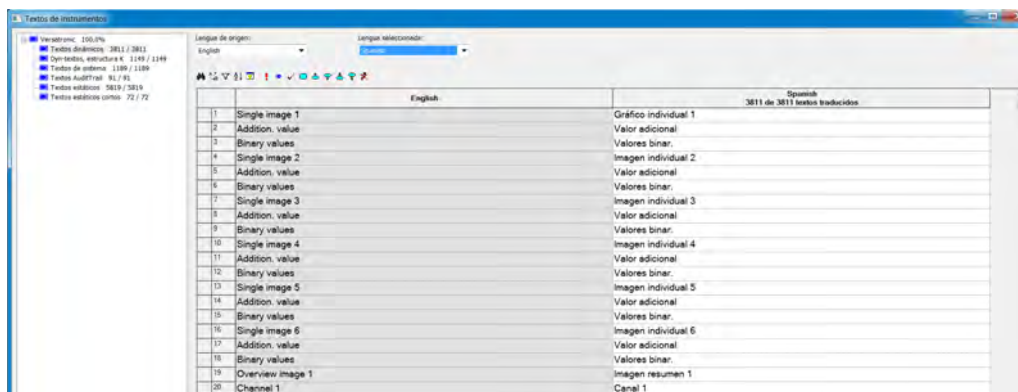 Textos de instrumentos
Versatronic 100,0%
Textos dinámicos 3811 / 3811
Dyn-textos, estructura K 1149 / 1149
Textos de sistema 1189 / 1189
Textos AuditTrail 91 / 91
Textos estáticos 5819 / 5819
Textos estáticos cortos 72 / 72
Lengua de origen:
Lengua seleccionada:
English
Spanish
English
Spanish
3811 de 3811 textos traducidos
1 Single image 1 Gráfico individual 1
2 Addition. value Valor adicional
3 Binary values Valores binar.
4 Single image 2 Imagen individual 2
5 Addition. value Valor adicional
6 Binary values Valores binar.
7 Single image 3 Imagen individual 3
8 Addition. value Valor adicional
9 Binary values Valores binar.
10 Single image 4 Imagen individual 4
11 Addition. value Valor adicional
12 Binary values Valores binar.
13 Single image 5 Imagen individual 5
14 Addition. value Valor adicional
15 Binary values Valores binar.
16 Single image 6 Imagen individual 6
17 Addition. value Valor adicional
18 Binary values Valores binar.
19 Overview image 1 Imagen resumen 1
20 Channel 1 Canal 1